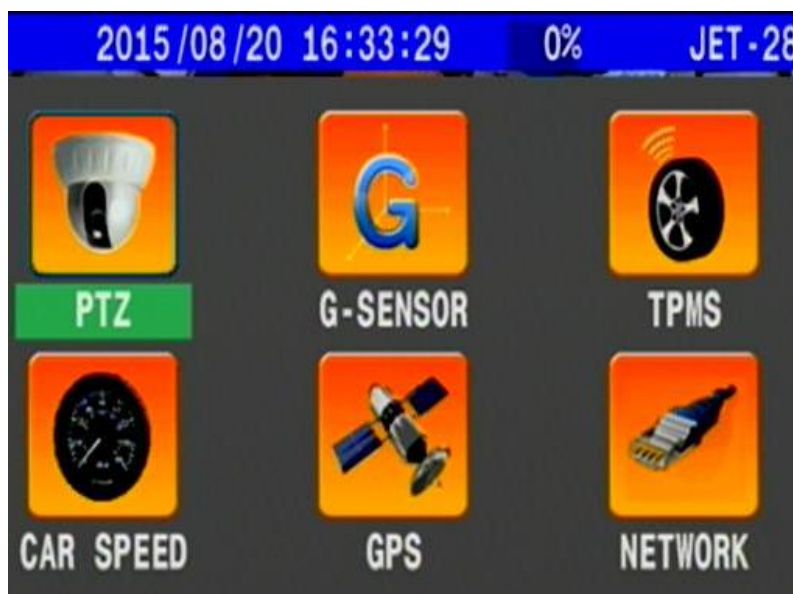 2015/08/20 16:33:29 0% JET-28
PTZ G-SENSOR TPMS
CAR SPEED GPS NETWORK